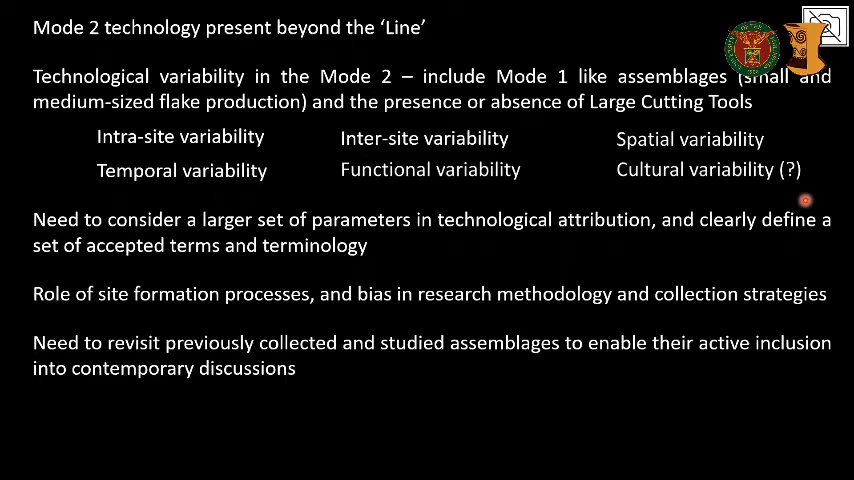 Mode 2 technology present beyond the ‘Line’
Technological variability in the Mode 2 – include Mode 1 like assemblages (small and
medium-sized flake production) and the presence or absence of Large Cutting Tools
Intra-site variability Inter-site variability Spatial variability
Temporal variability Functional variability Cultural variability (?)
Need to consider a larger set of parameters in technological attribution, and clearly define a
set of accepted terms and terminology
Role of site formation processes, and bias in research methodology and collection strategies
Need to revisit previously collected and studied assemblages to enable their active inclusion
into contemporary discussions